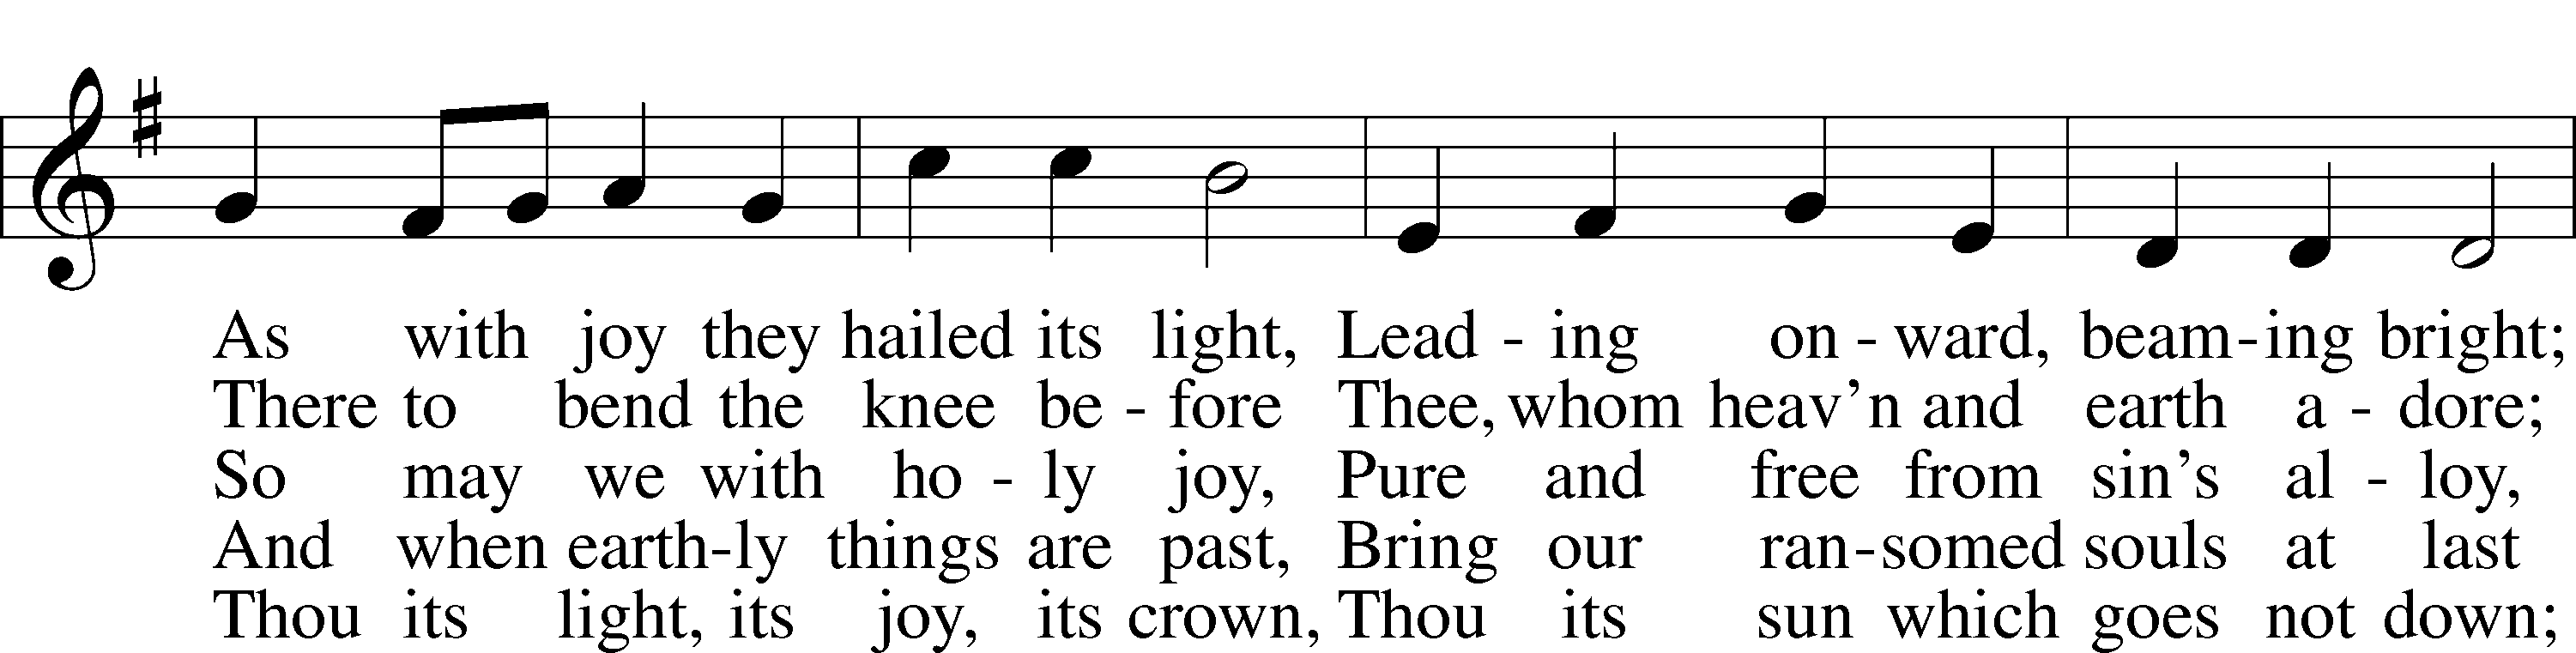 As with joy they hailed its light, Lead - ing on - ward, beam - ing bright;
There to bend the knee be - fore Thee, whom heav’n and earth a - dore;
So may we with ho - ly joy, Pure and free from sin’s al - loy,
And when earth - ly things are past, Bring our ran - somed souls at last
Thou its light, its joy, its crown, Thou its sun which goes not down;